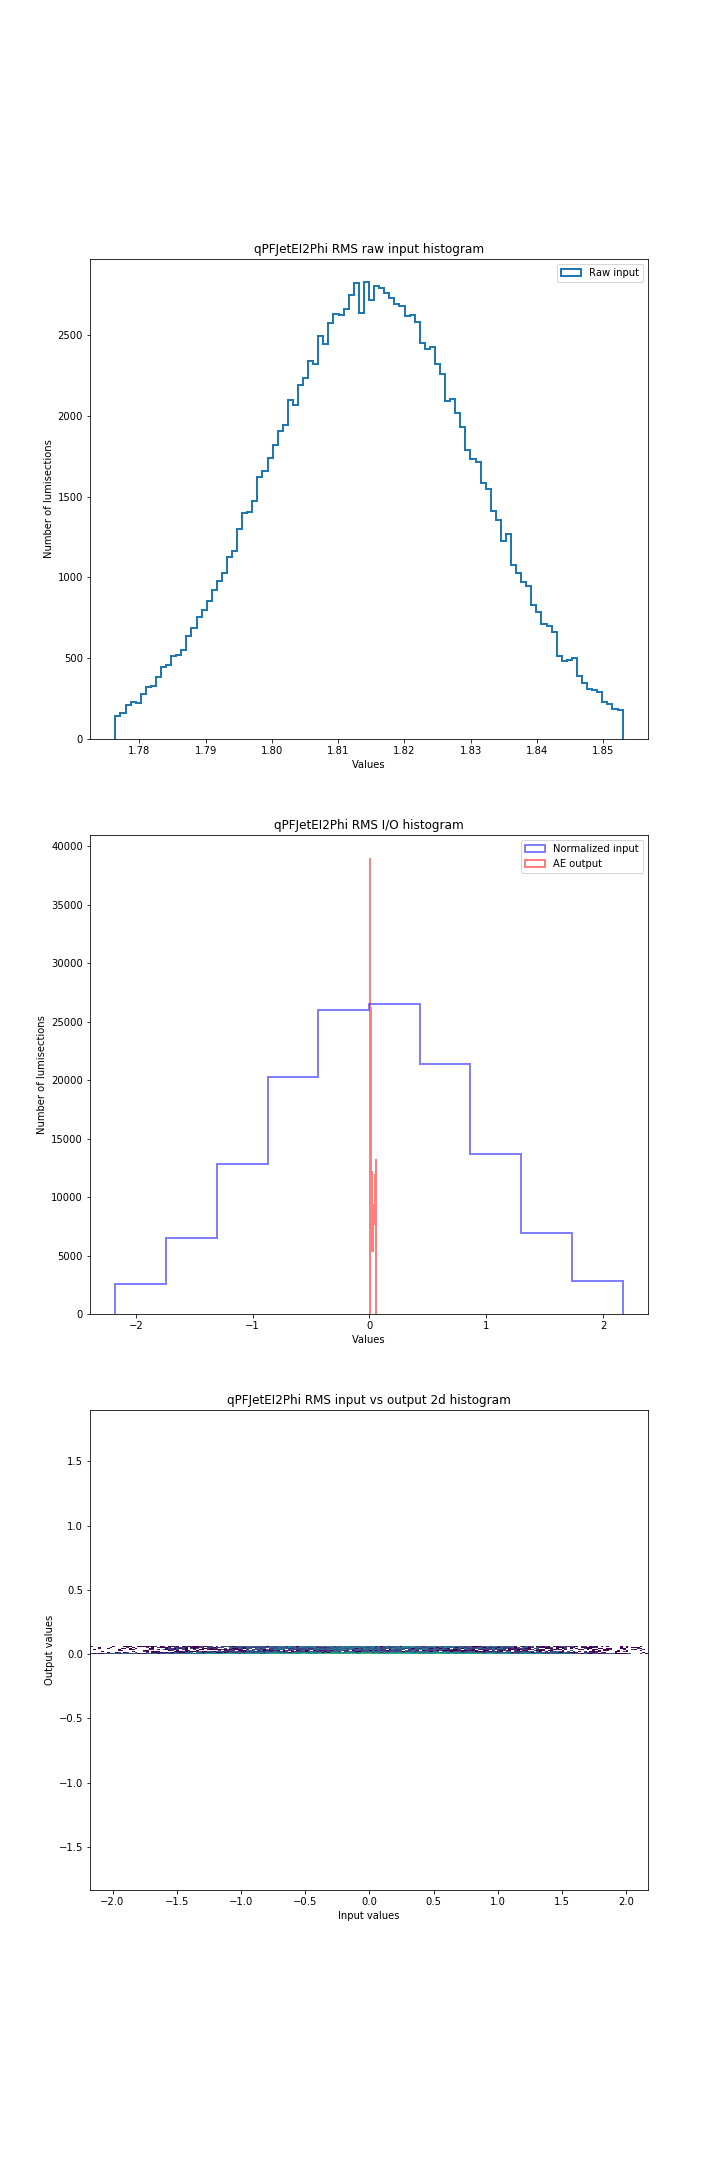 qPFJetEI2Phi RMS raw input histogram
Raw input
2500
2000
1500
1000
500
0
Number of lumisections
1.78 1.79 1.80 1.81 1.82 1.83 1.84 1.85
Values
qPFJetEI2Phi RMS I/O histogram
Normalized input
AE output
40000
35000
30000
25000
20000
15000
10000
5000
0
Number of lumisections
−2 −1 0 1 2
Values
qPFJetEI2Phi RMS input vs output 2d histogram
1.5
1.0
0.5
0.0
−0.5
−1.0
−1.5
Output values
−2.0 −1.5 −1.0 −0.5 0.0 0.5 1.0 1.5 2.0
Input values